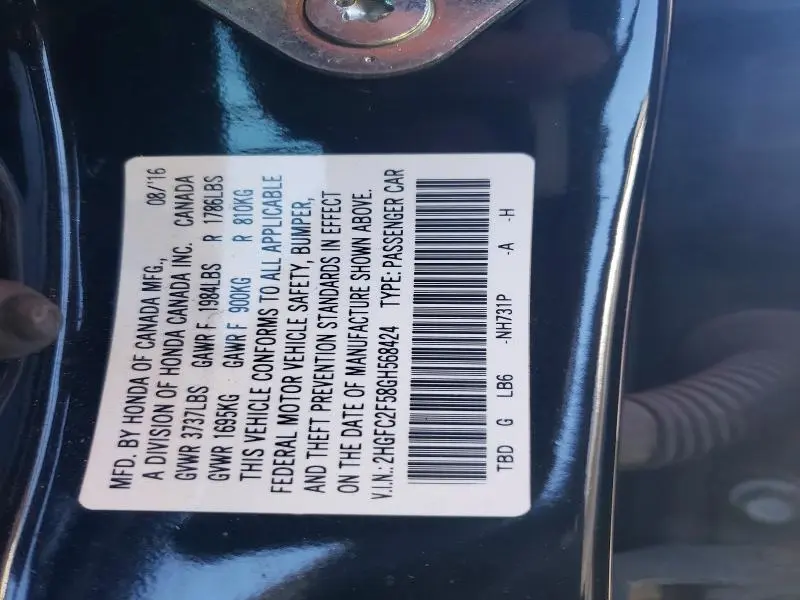 MFD. BY HONDA OF CANADA MFG., 08/'16
A DIVISION OF HONDA CANADA INC. CANADA
GVWR 3737LBS GAWR F 1984LBS R 1786LBS
GVWR 1695KG GAWR F 900KG R 810KG
THIS VEHICLE CONFORMS TO ALL APPLICABLE
FEDERAL MOTOR VEHICLE SAFETY, BUMPER,
AND THEFT PREVENTION STANDARDS IN EFFECT
ON THE DATE OF MANUFACTURE SHOWN ABOVE.
V.I.N.: 2HGFC2F58GH568424 TYPE: PASSENGER CAR
TBD G LB6 -NH731P -A -H